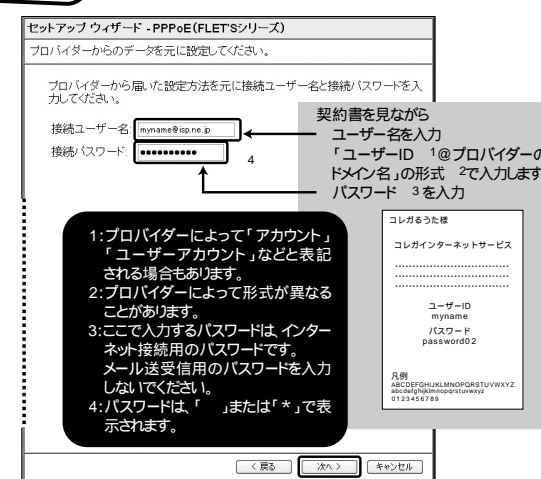 セットアップ ウィザード - PPPoE(FLET'Sシリーズ)
プロバイダーからのデータを元に設定してください。
プロバイダーから届いた設定方法を元に接続ユーザー名と接続パスワードを入
力してください。
接続ユーザー名: myname@isp.ne.jp
接続パスワード: ●●●●●●●●●●
4
契約書を見ながら
ユーザー名を入力
「ユーザーID 1@プロバイダーの
ドメイン名」の形式 2で入力します
パスワード 3を入力
1:プロバイダーによって「アカウント」
「ユーザーアカウント」などと表記
される場合もあります。
2:プロバイダーによって形式が異なる
ことがあります。
3:ここで入力するパスワードは、インター
ネット接続用のパスワードです。
メール送受信用のパスワードを入力
しないでください。
4:パスワードは、「 」または「*」で表
示されます。
コレガるうた様
コレガインターネットサービス
ユーザーID
myname
パスワード
password02
凡例
ABCDEFGHIJKLMNOPQRSTUVWXYZ
abcdefghijklmnopqrstuvwxyz
0123456789
< 戻る 次へ > キャンセル